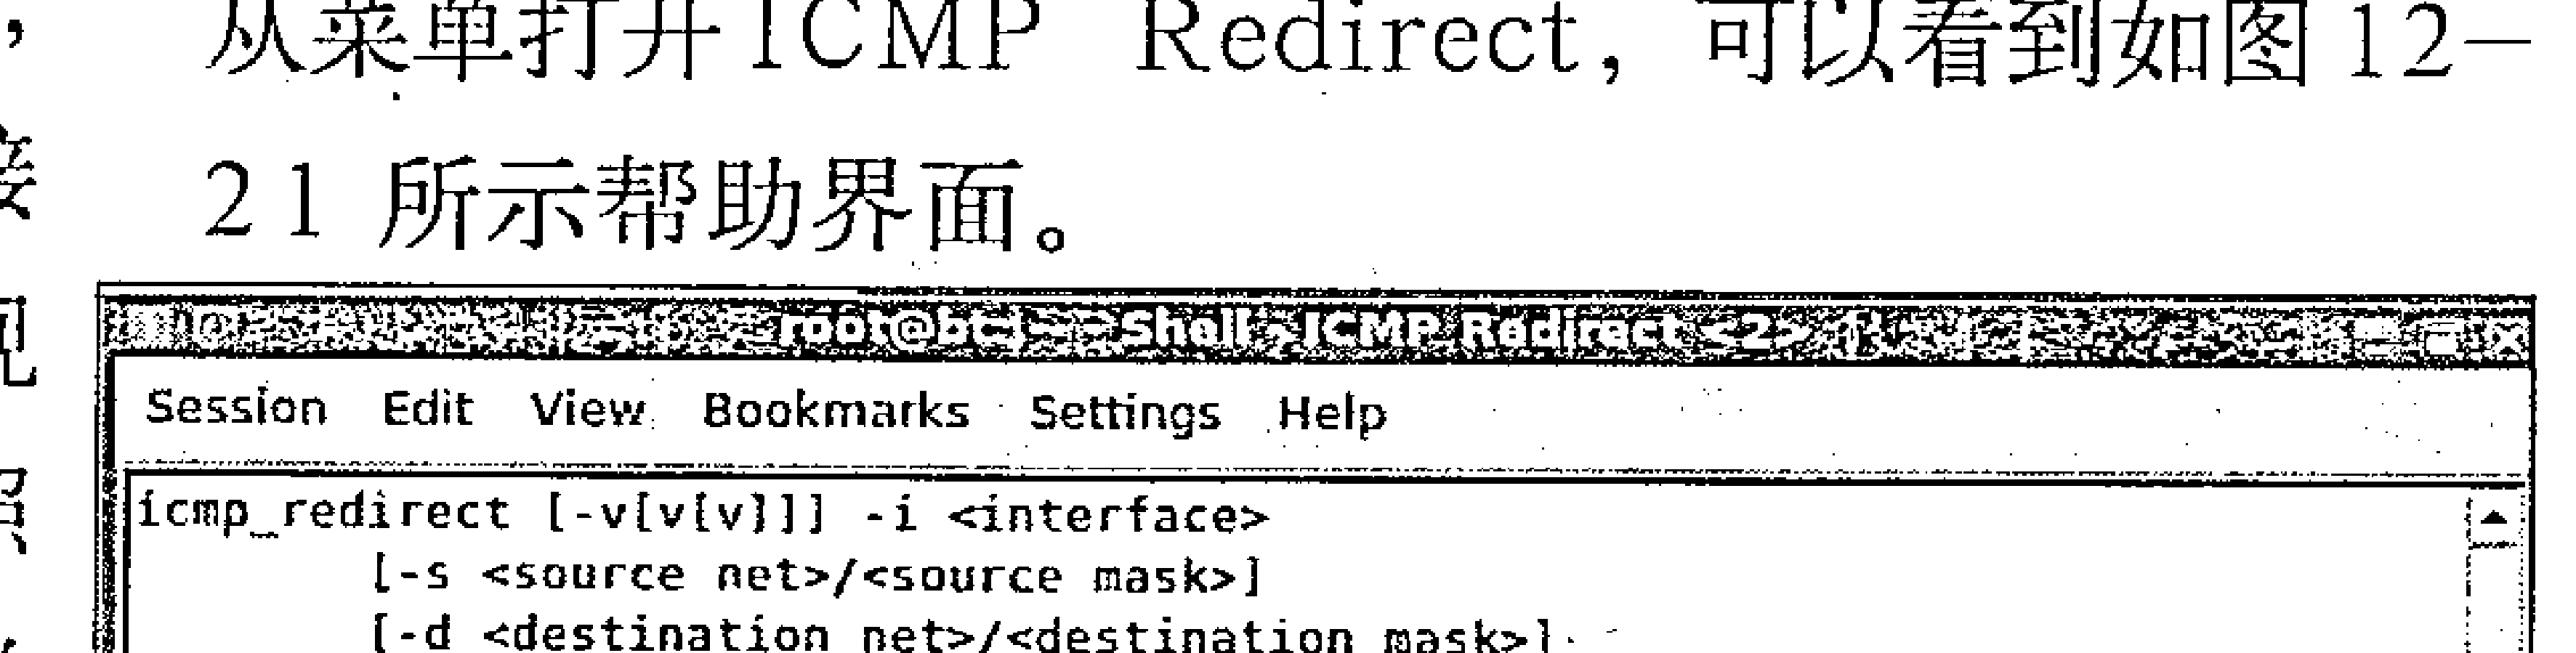 从菜单打开ICMP Redirect，可以看到如图12-
21 所示帮助界面。
root@bt: - Shell - ICMP Redirect <2>
Session Edit View Bookmarks Settings Help
icmp_redirect [-v[v[v]]] -i <interface>
[-s <source net>/<source mask>]
[-d <destination net>/<destination mask>]